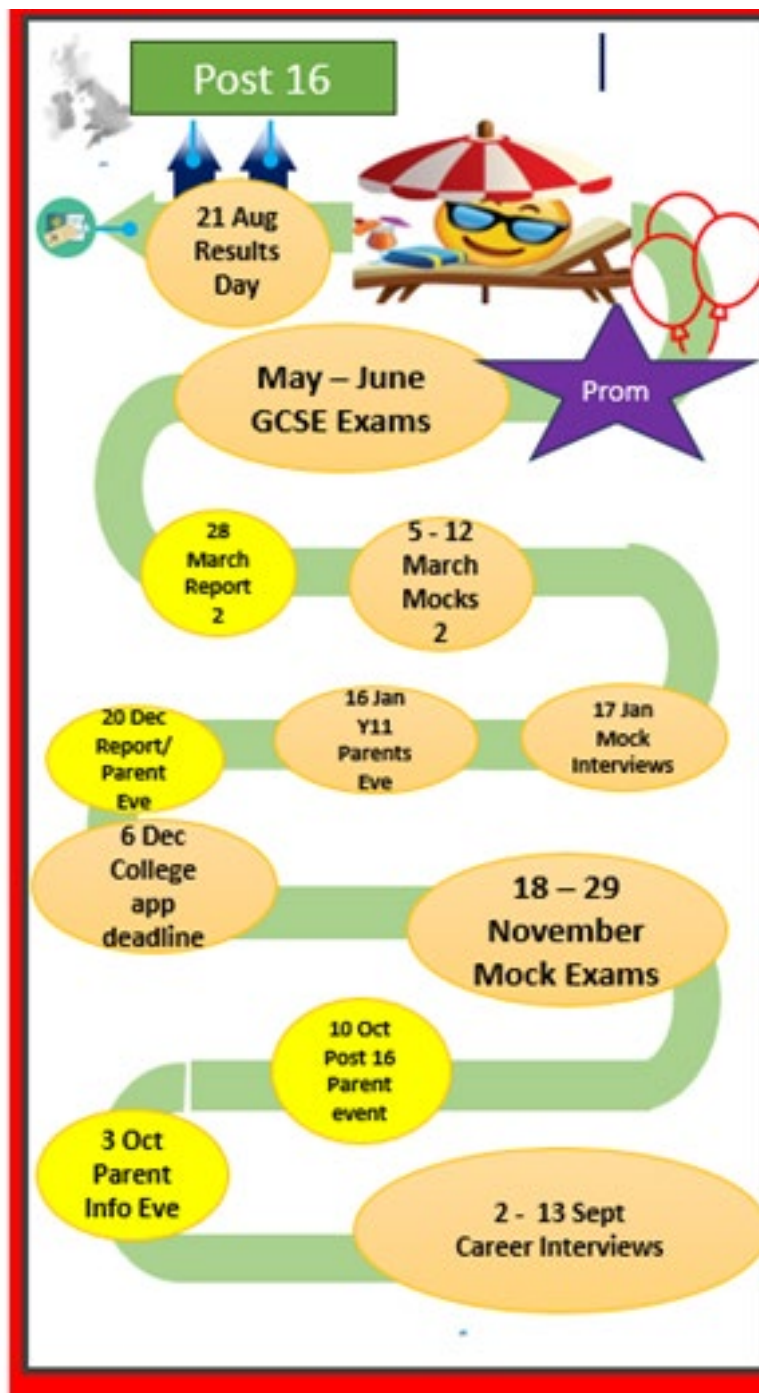 Post 16
21 Aug
Results
Day
May – June
GCSE Exams
Prom
28
March
Report
2
5 - 12
March
Mocks
2
20 Dec
Report/
Parent
Eve
16 Jan
Y11
Parents
Eve
17 Jan
Mock
Interviews
6 Dec
College
app
deadline
18 – 29
November
Mock Exams
10 Oct
Post 16
Parent
event
3 Oct
Parent
Info Eve
2 - 13 Sept
Career Interviews